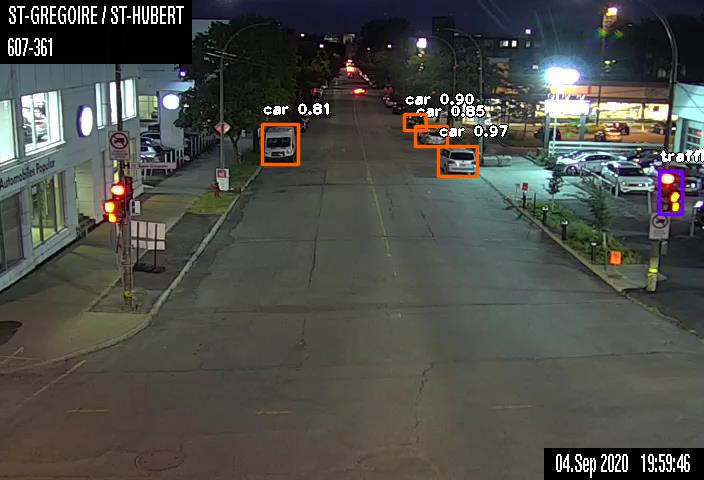 ST-GREGOIRE / ST-HUBERT
607-361
car 0.81
car 0.90
car 0.85
car 0.97
traff
Automobiles Popular
04.Sep 2020 19:59:46